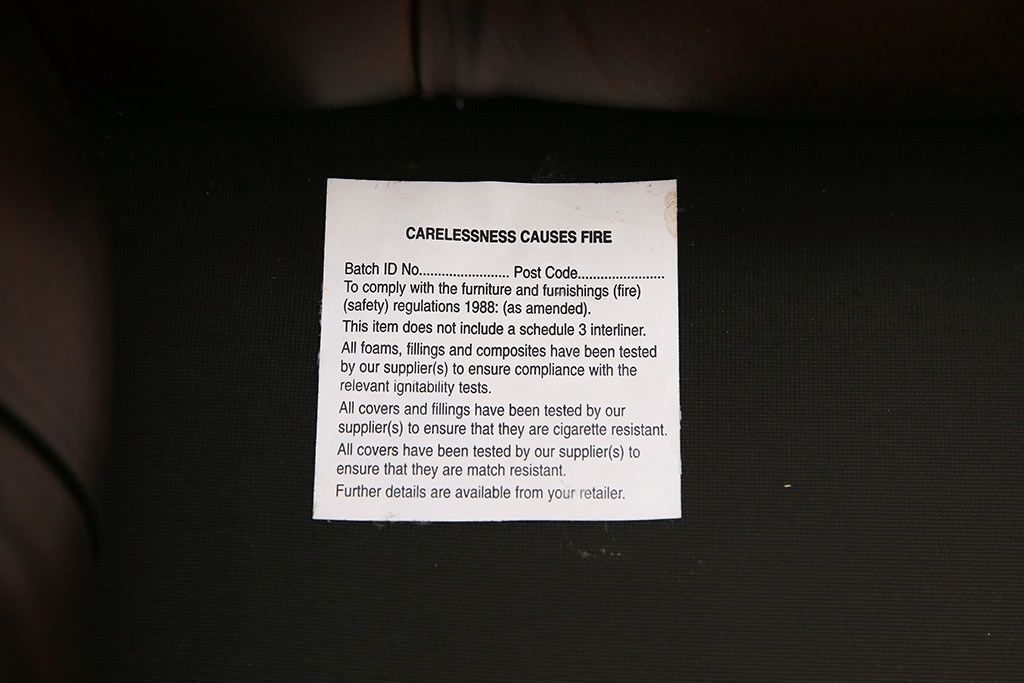 CARELESSNESS CAUSES FIRE
Batch ID No........................ Post Code.......................
To comply with the furniture and furnishings (fire)
(safety) regulations 1988: (as amended).
This item does not include a schedule 3 interliner.
All foams, fillings and composites have been tested
by our supplier(s) to ensure compliance with the
relevant ignitability tests.
All covers and fillings have been tested by our
supplier(s) to ensure that they are cigarette resistant.
All covers have been tested by our supplier(s) to
ensure that they are match resistant.
Further details are available from your retailer.